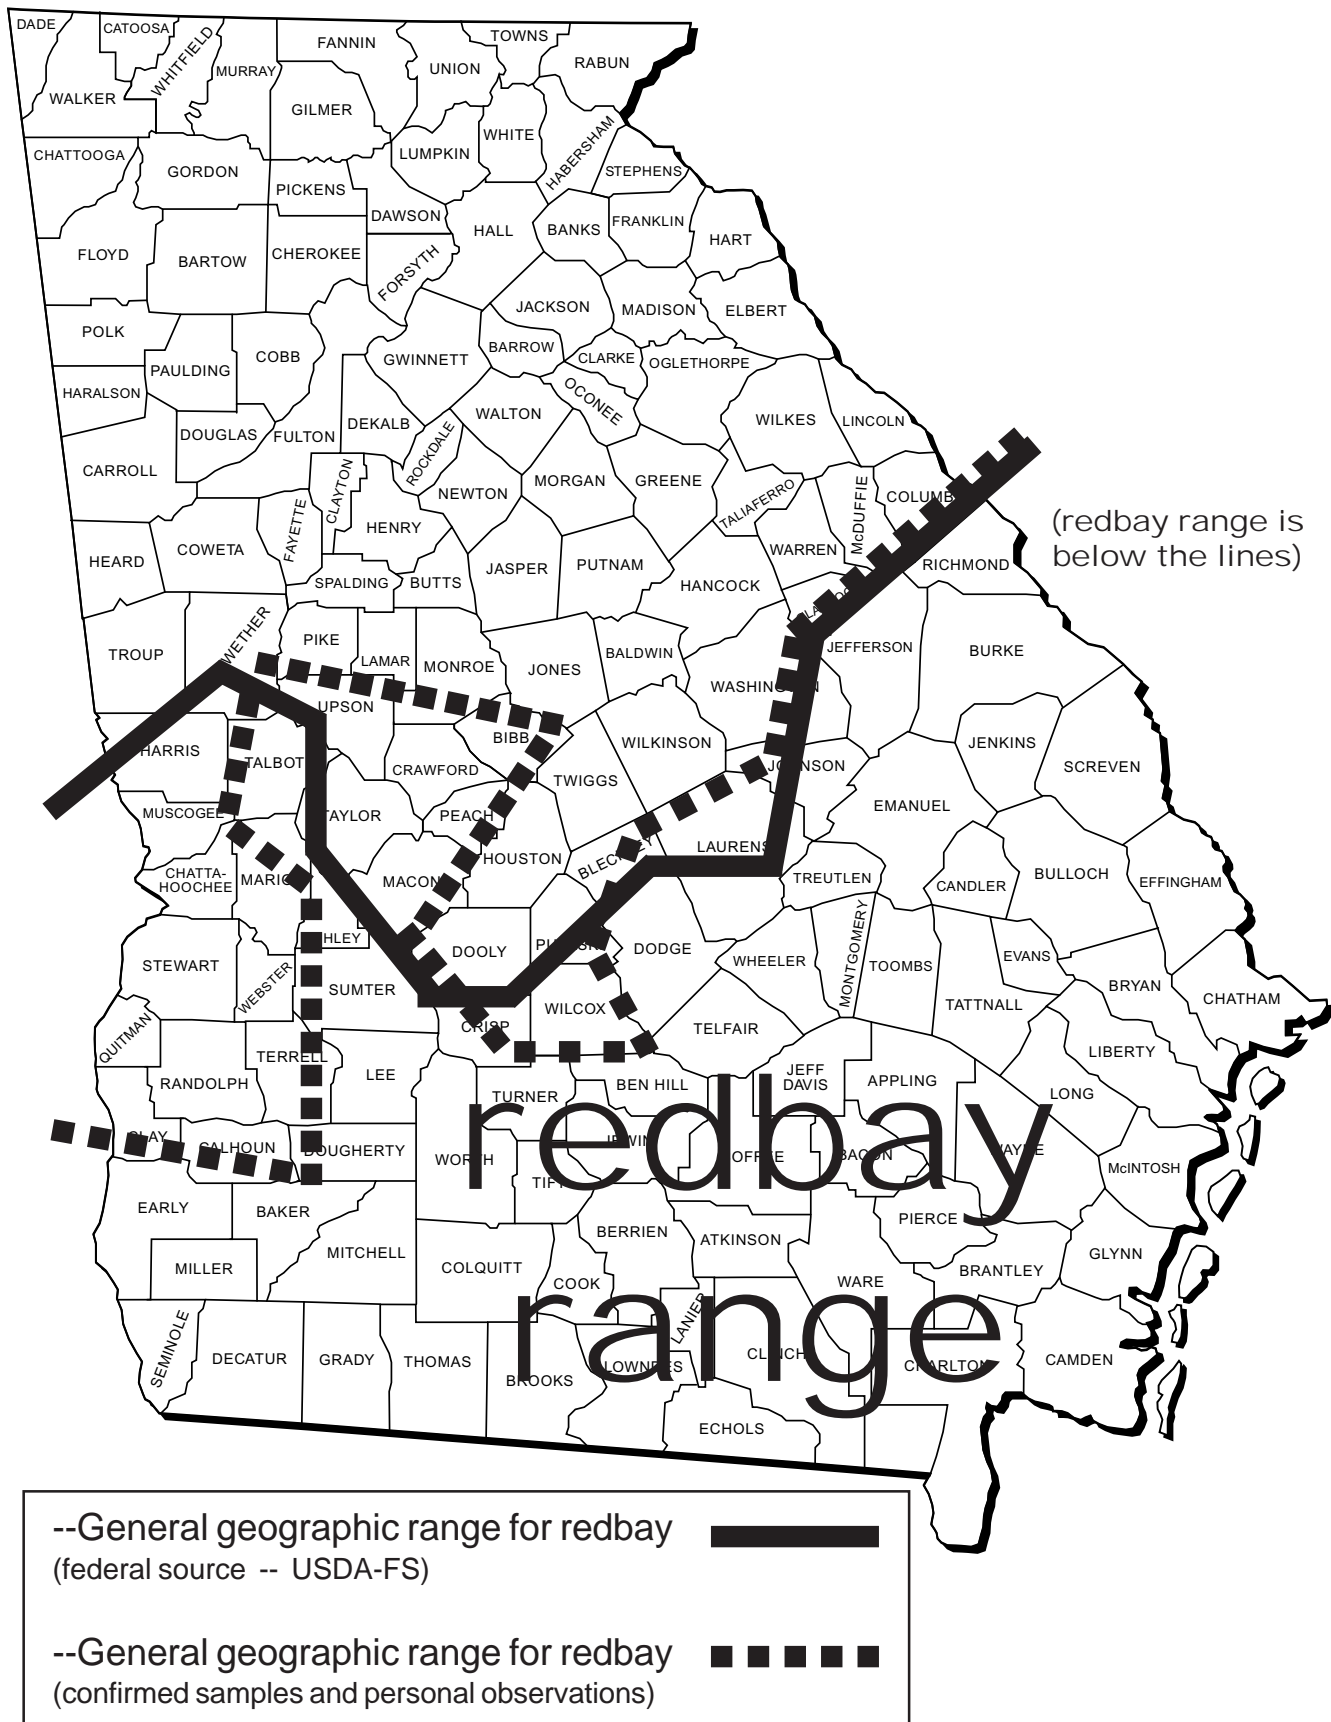 DADE
CATOOSA
WHITFIELD
FANNIN
TOWNS
UNION
RABUN
MURRAY
WALKER
GILMER
WHITE
HABERSHAM
LUMPKIN
CHATTOOGA
GORDON
STEPHENS
PICKENS
DAWSON
FRANKLIN
HALL
BANKS
HART
FLOYD
BARTOW
CHEROKEE
FORSYTH
JACKSON
MADISON
ELBERT
POLK
COBB
GWINNETT
BARROW
CLARKE
OGLETHORPE
PAULDING
HARALSON
OCONEE
WALTON
WILKES
LINCOLN
DOUGLAS
FULTON
DEKALB
ROCKDALE
CARROLL
CLAYTON
NEWTON
MORGAN
GREENE
TALIAFERRO
McDUFFIE
FAYETTE
HENRY
(redbay range is
below the lines)
HEARD
COWETA
SPALDING
BUTTS
JASPER
PUTNAM
HANCOCK
WARREN
RICHMOND
TROUP
WETHER
PIKE
LAMAR
MONROE
JONES
BALDWIN
JEFFERSON
BURKE
UPSON
BIBB
WILKINSON
JENKINS
SCREVEN
HARRIS
TALBOT
CRAWFORD
TWIGGS
EMANUEL
MUSCOGEE
TAYLOR
PEACH
HOUSTON
LAURENS
CHATTA-
HOOCHEE
MACON
TREUTLEN
CANDLER
BULLOCH
EFFINGHAM
HLEY
DOOLY
DODGE
WHEELER
MONTGOMERY
TOOMBS
EVANS
STEWART
WEBSTER
SUMTER
WILCOX
TATTNALL
BRYAN
CHATHAM
QUITMAN
CRISP
TELFAIR
LIBERTY
RANDOLPH
TERRELL
LEE
TURNER
BEN HILL
JEFF
DAVIS
APPLING
LONG
redbay
CLAY
CALHOUN
DOUGHERTY
WORTH
IRWIN
BACON
WAYNE
McINTOSH
TIFT
EARLY
BAKER
BERRIEN
ATKINSON
PIERCE
MITCHELL
MILLER
COLQUITT
COOK
WARE
BRANTLEY
GLYNN
range
LANIER
SEMINOLE
DECATUR
GRADY
THOMAS
BROOKS
LOWNDES
CLINCH
CHARLTON
CAMDEN
ECHOLS
--General geographic range for redbay
(federal source -- USDA-FS)
--General geographic range for redbay
(confirmed samples and personal observations)